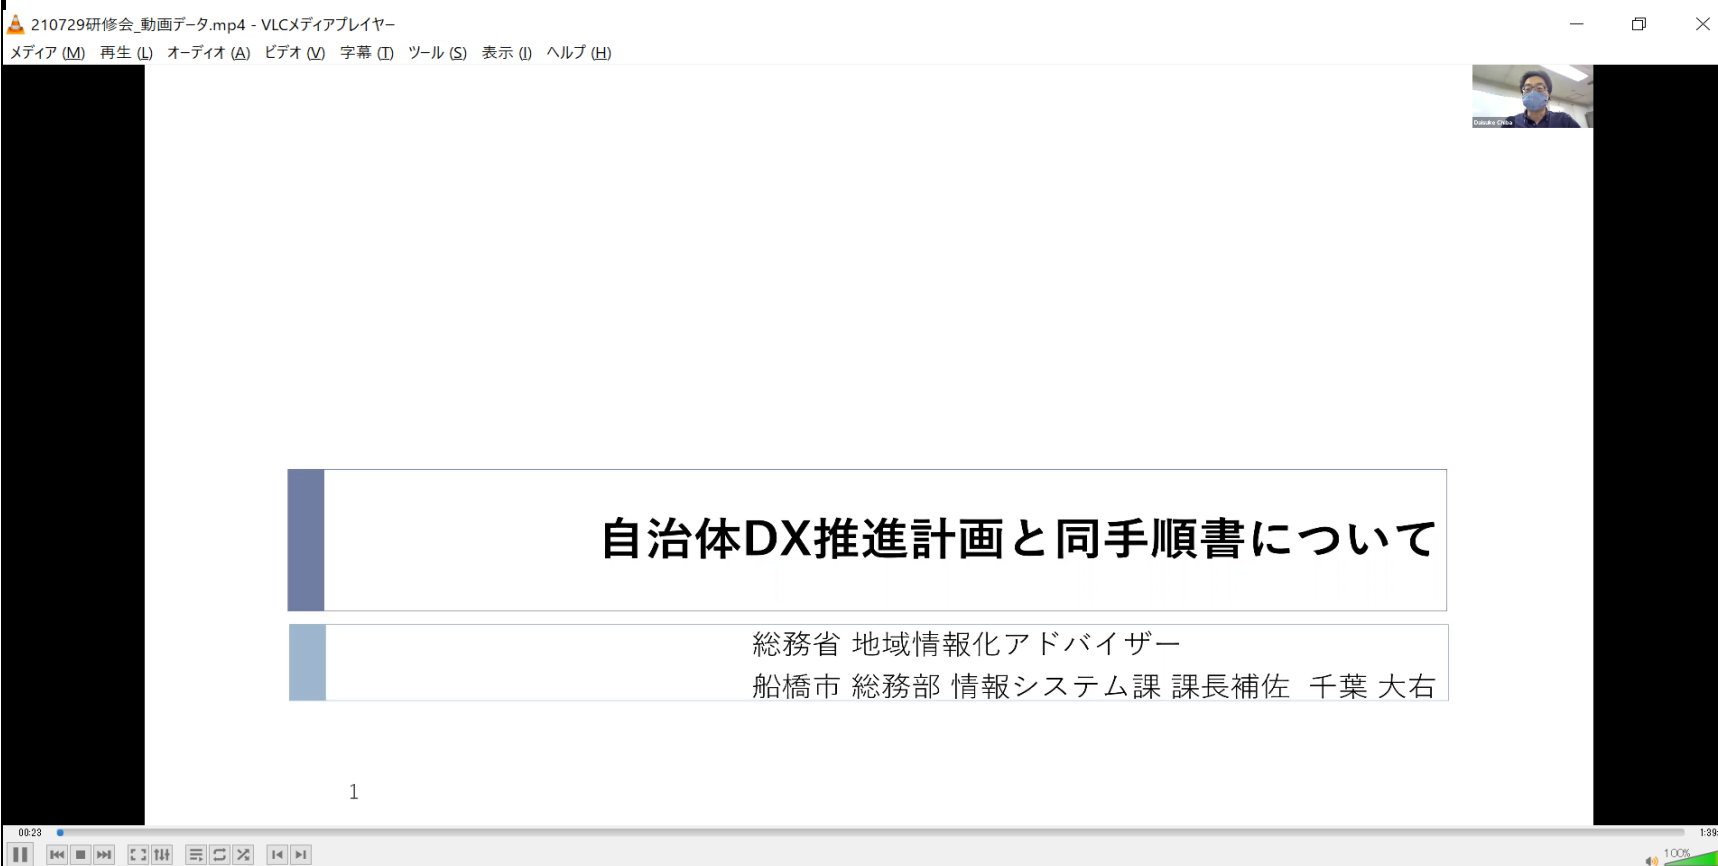 210729研修会_動画データ.mp4 - VLCメディアプレイヤー
メディア (M) 再生 (L) オーディオ (A) ビデオ (V) 字幕 (T) ツール (S) 表示 (I) ヘルプ (H)
Daisuke Chiba
自治体DX推進計画と同手順書について
総務省 地域情報化アドバイザー
船橋市 総務部 情報システム課 課長補佐 千葉 大右
1
00:23
1:39:
100%